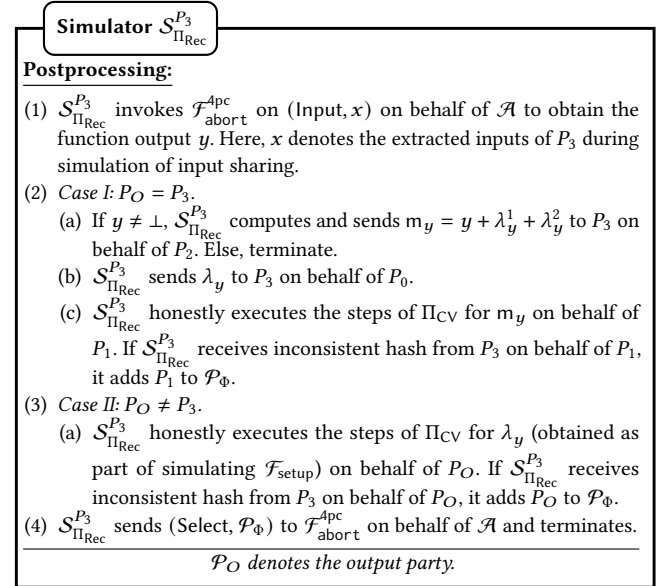 Simulator 𝒮^{P_3}_{Π_Rec}
Postprocessing:
(1) 𝒮^{P_3}_{Π_Rec} invokes ℱ^{4pc}_{abort} on (Input, x) on behalf of 𝒜 to obtain the
function output y. Here, x denotes the extracted inputs of P_3 during
simulation of input sharing.
(2) Case I: P_O = P_3.
(a) If y ≠ ⊥, 𝒮^{P_3}_{Π_Rec} computes and sends m_y = y + λ_y^1 + λ_y^2 to P_3 on
behalf of P_2. Else, terminate.
(b) 𝒮^{P_3}_{Π_Rec} sends λ_y to P_3 on behalf of P_0.
(c) 𝒮^{P_3}_{Π_Rec} honestly executes the steps of Π_CV for m_y on behalf of
P_1. If 𝒮^{P_3}_{Π_Rec} receives inconsistent hash from P_3 on behalf of P_1,
it adds P_1 to 𝒫_Φ.
(3) Case II: P_O ≠ P_3.
(a) 𝒮^{P_3}_{Π_Rec} honestly executes the steps of Π_CV for λ_y (obtained as
part of simulating ℱ_setup) on behalf of P_O. If 𝒮^{P_3}_{Π_Rec} receives
inconsistent hash from P_3 on behalf of P_O, it adds P_O to 𝒫_Φ.
(4) 𝒮^{P_3}_{Π_Rec} sends (Select, 𝒫_Φ) to ℱ^{4pc}_{abort} on behalf of 𝒜 and terminates.
𝒫_O denotes the output party.